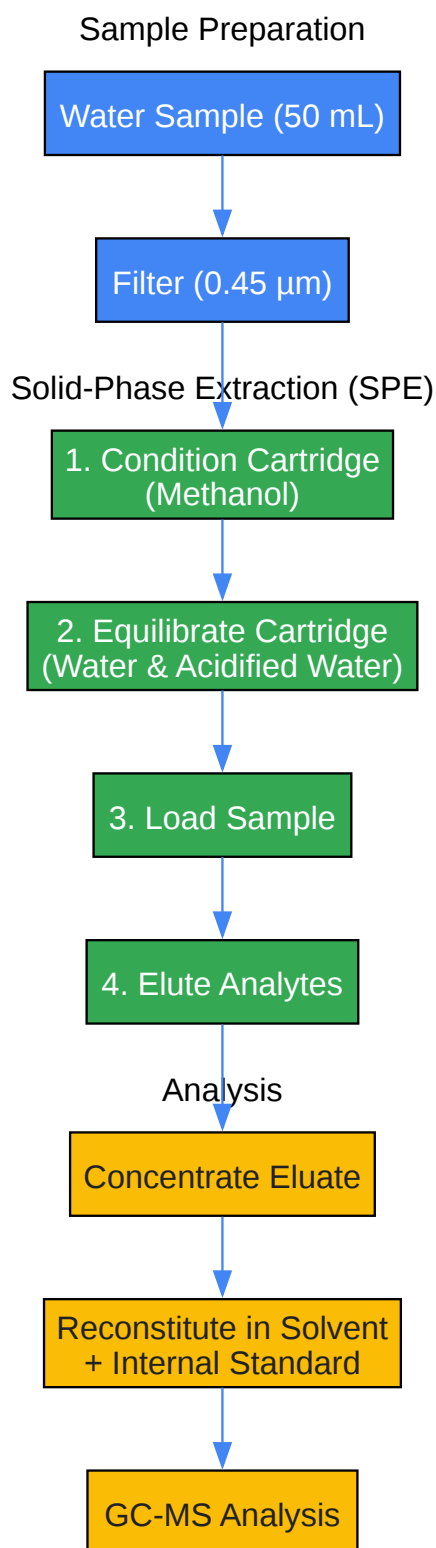 Sample Preparation
Water Sample (50 mL)
Filter (0.45 µm)
Solid-Phase Extraction (SPE)
1. Condition Cartridge
(Methanol)
2. Equilibrate Cartridge
(Water & Acidified Water)
3. Load Sample
4. Elute Analytes
Analysis
Concentrate Eluate
Reconstitute in Solvent
+ Internal Standard
GC-MS Analysis